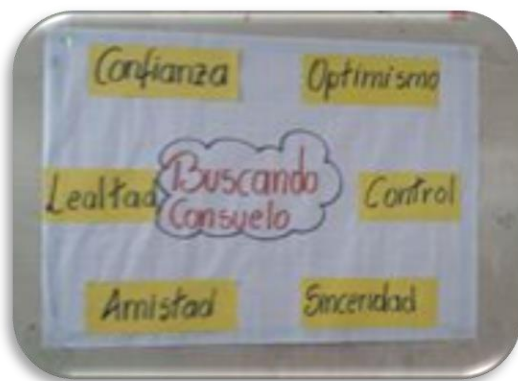 Confianza
Optimismo
Lealtad
Buscando
Consuelo
Control
Amistad
Sinceridad